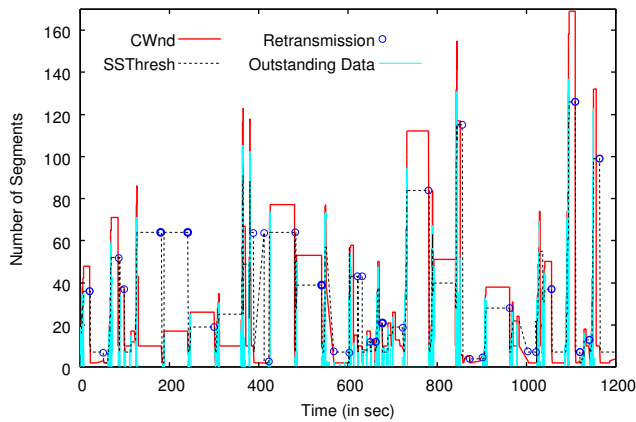 CWnd
Retransmission
SSThresh
Outstanding Data
Number of Segments
160
140
120
100
80
60
40
20
0
0 200 400 600 800 1000 1200
Time (in sec)